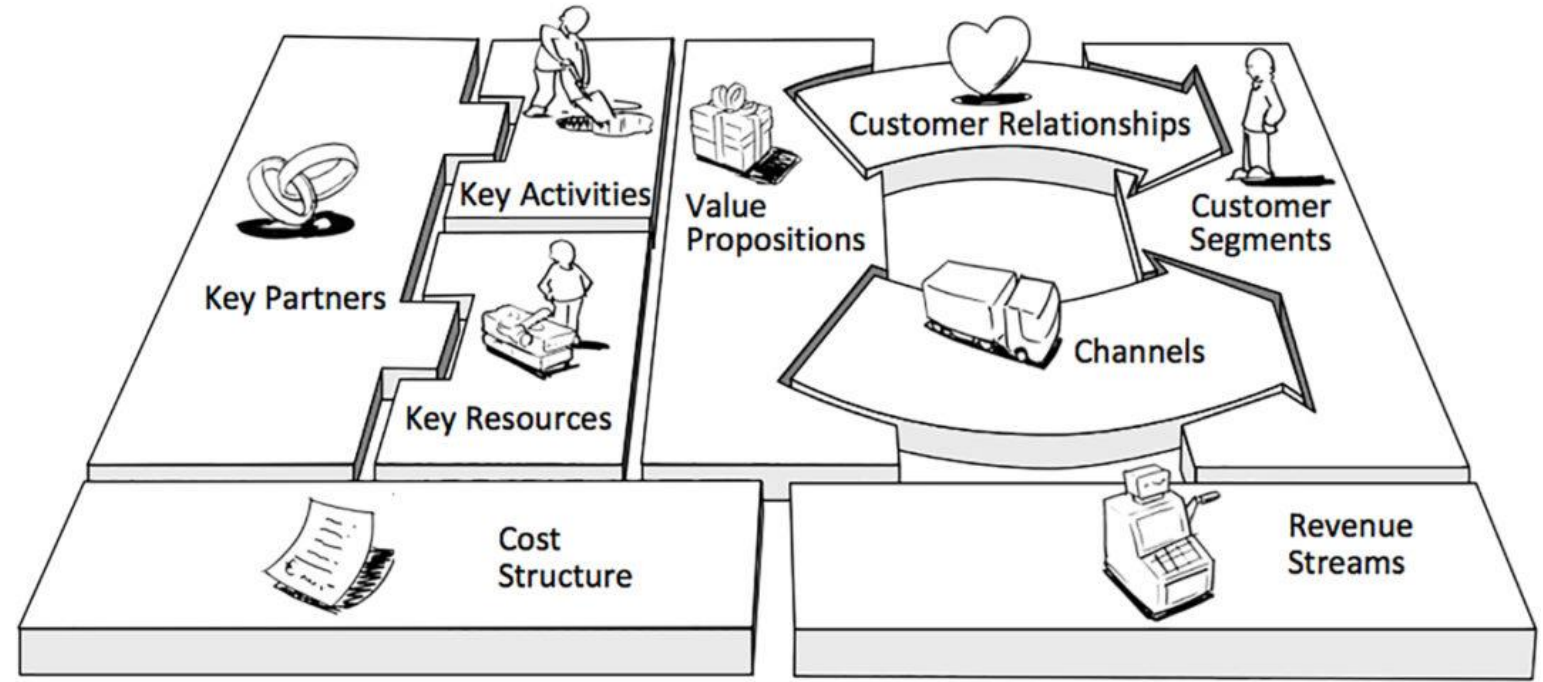 Key Partners
Key Activities
Key Resources
Value
Propositions
Customer Relationships
Channels
Customer
Segments
Cost
Structure
Revenue
Streams